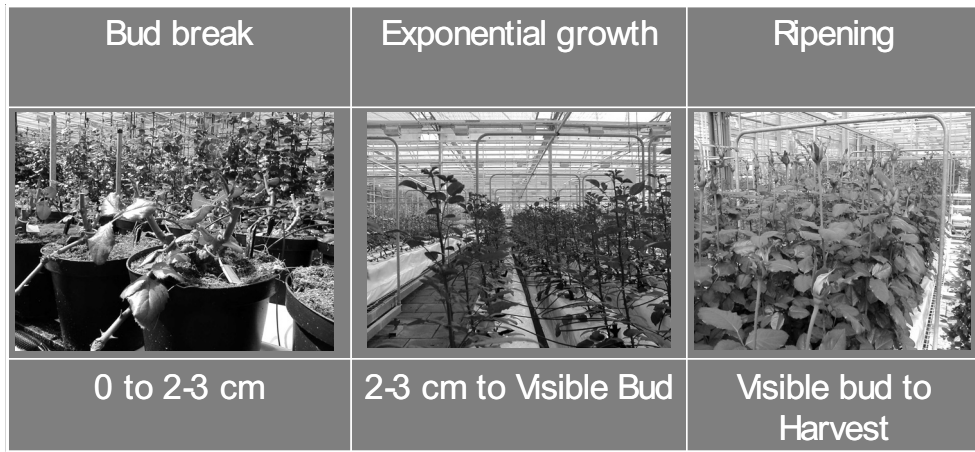 Bud break
Exponential growth
Ripening
0 to 2-3 cm
2-3 cm to Visible Bud
Visible bud to
Harvest